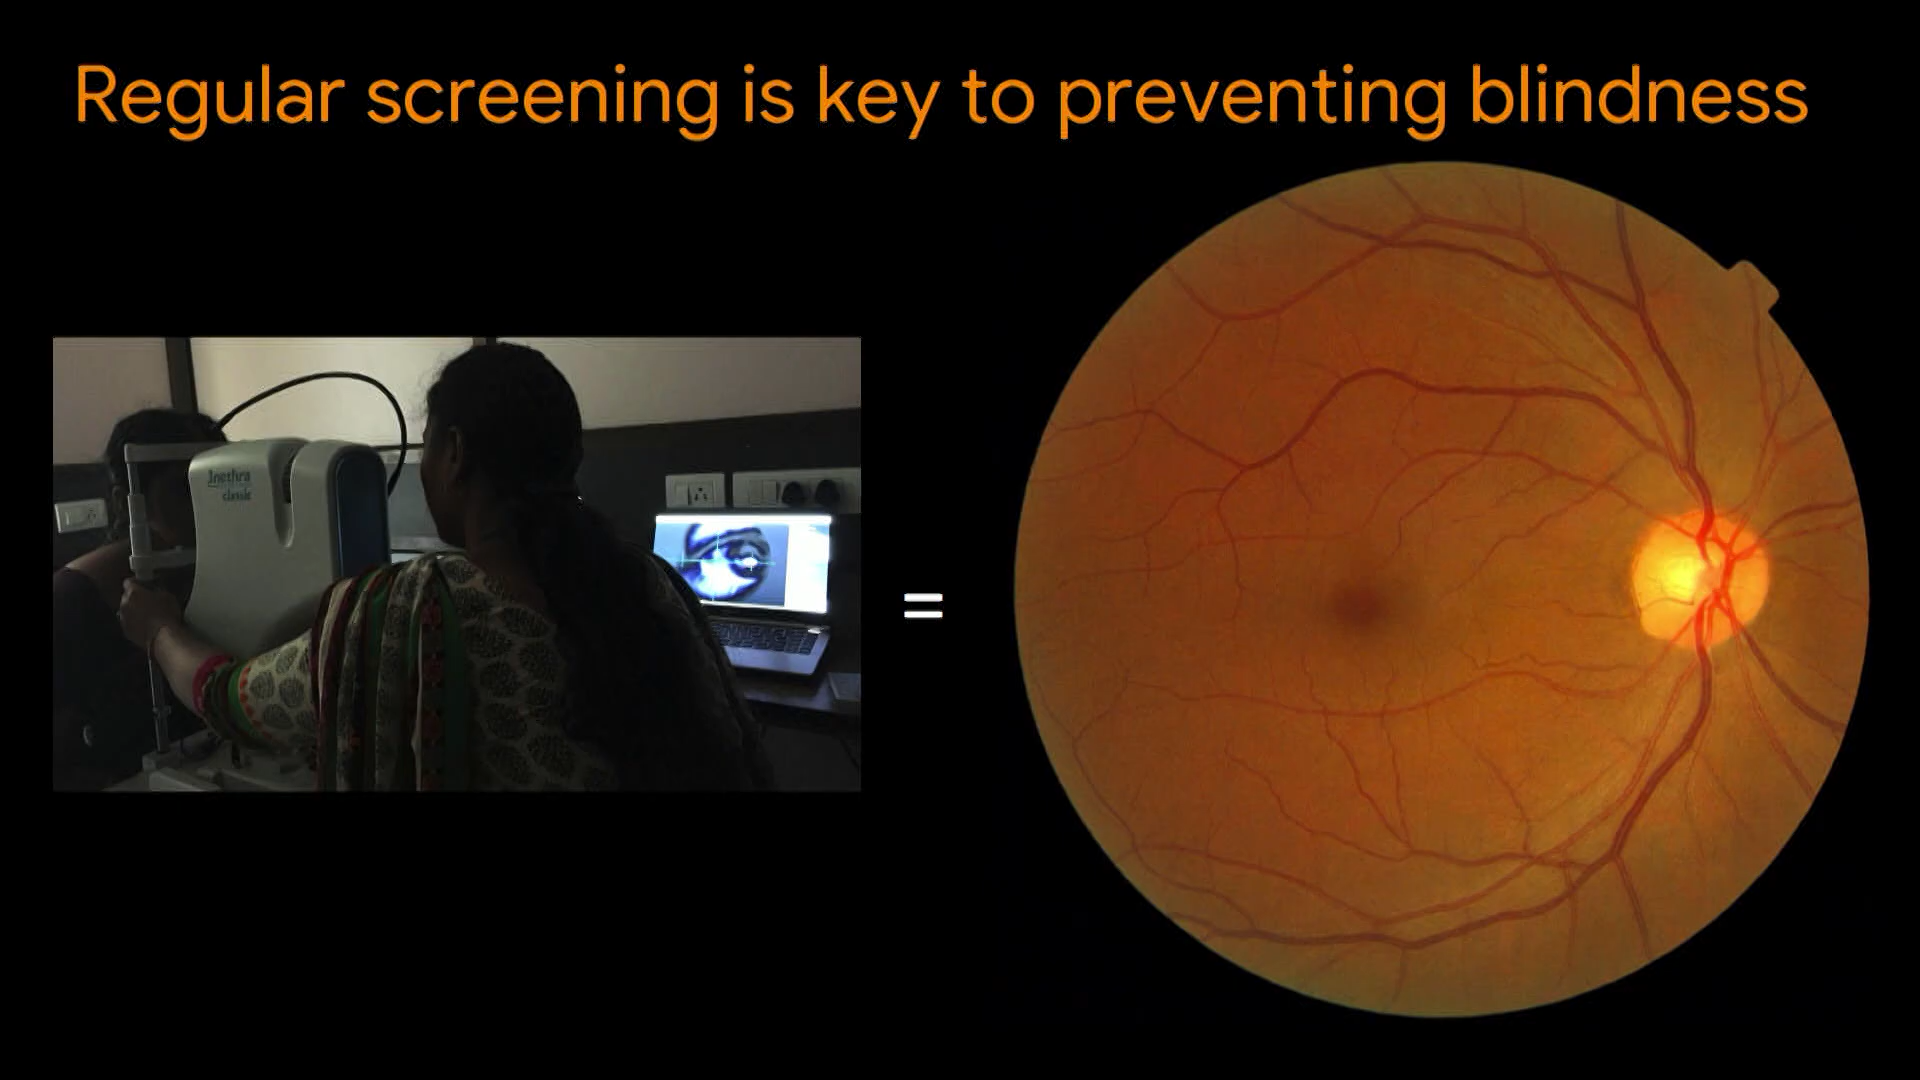 Regular screening is key to preventing blindness
3nethra
classic
=